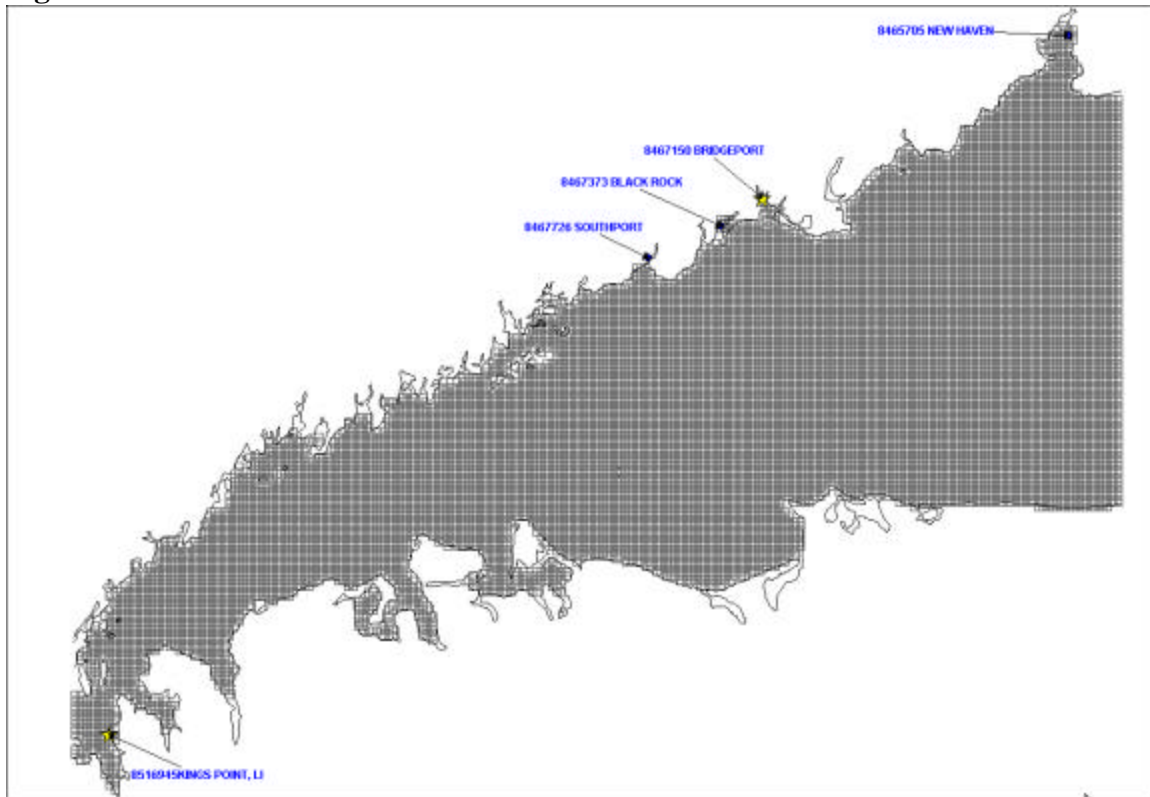 8465705 NEW HAVEN
8467150 BRIDGEPORT
8467373 BLACK ROCK
8467726 SOUTHPORT
8516945KINGS POINT, LI